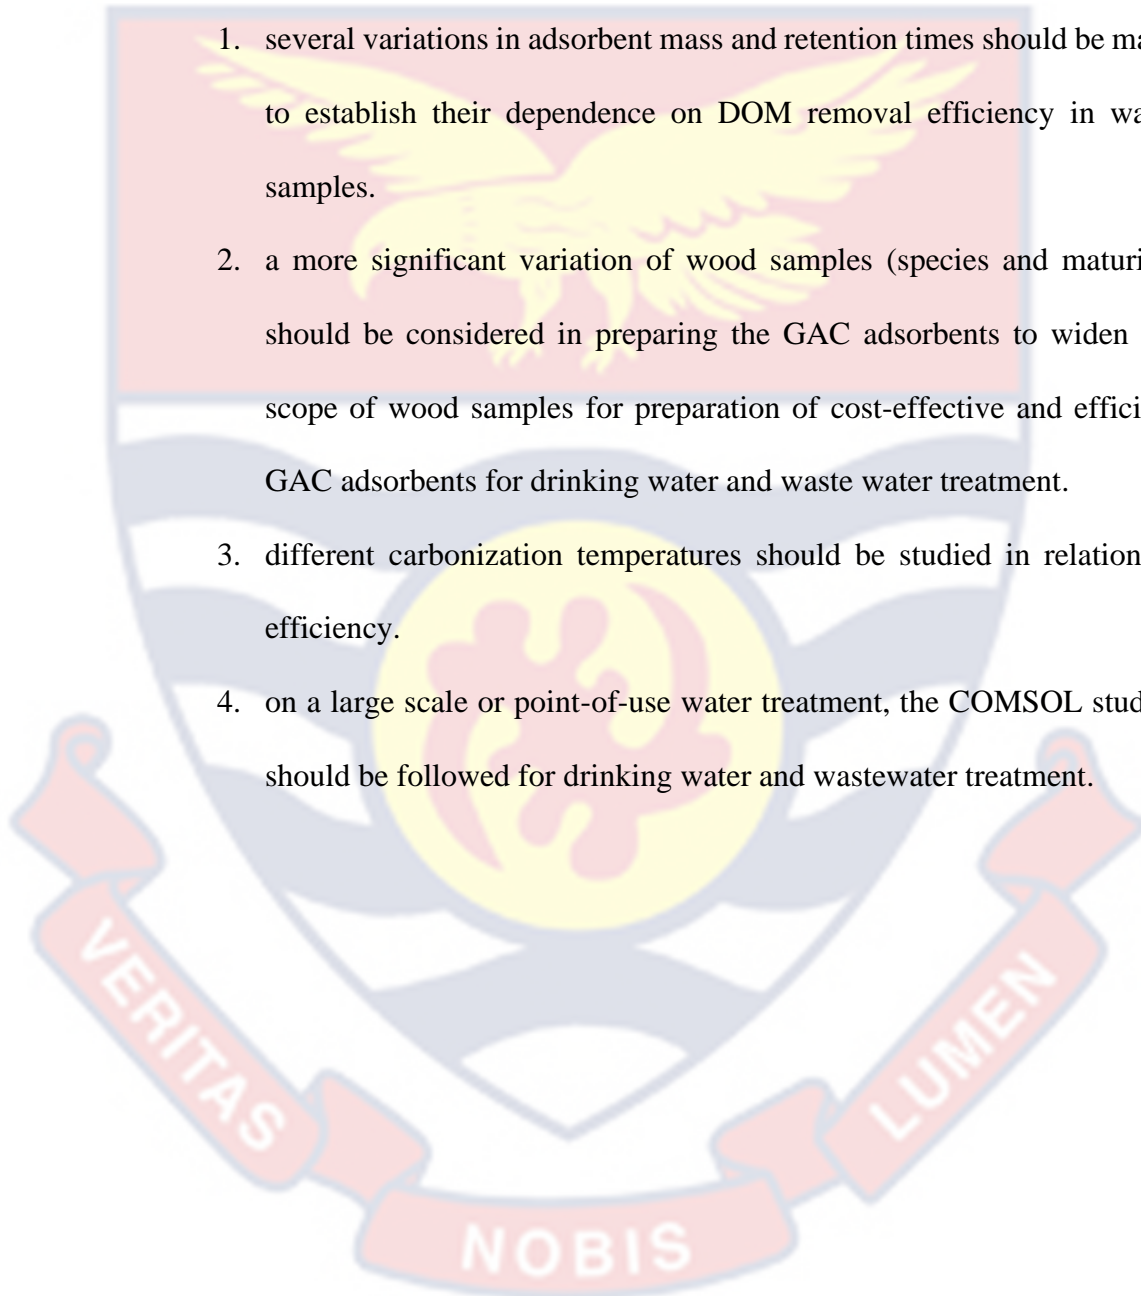 1. several variations in adsorbent mass and retention times should be ma
to establish their dependence on DOM removal efficiency in wa
samples.
2. a more significant variation of wood samples (species and maturi
should be considered in preparing the GAC adsorbents to widen
scope of wood samples for preparation of cost-effective and effici
GAC adsorbents for drinking water and waste water treatment.
3. different carbonization temperatures should be studied in relation
efficiency.
4. on a large scale or point-of-use water treatment, the COMSOL stud
should be followed for drinking water and wastewater treatment.
VERITAS
NOBIS
LUMEN